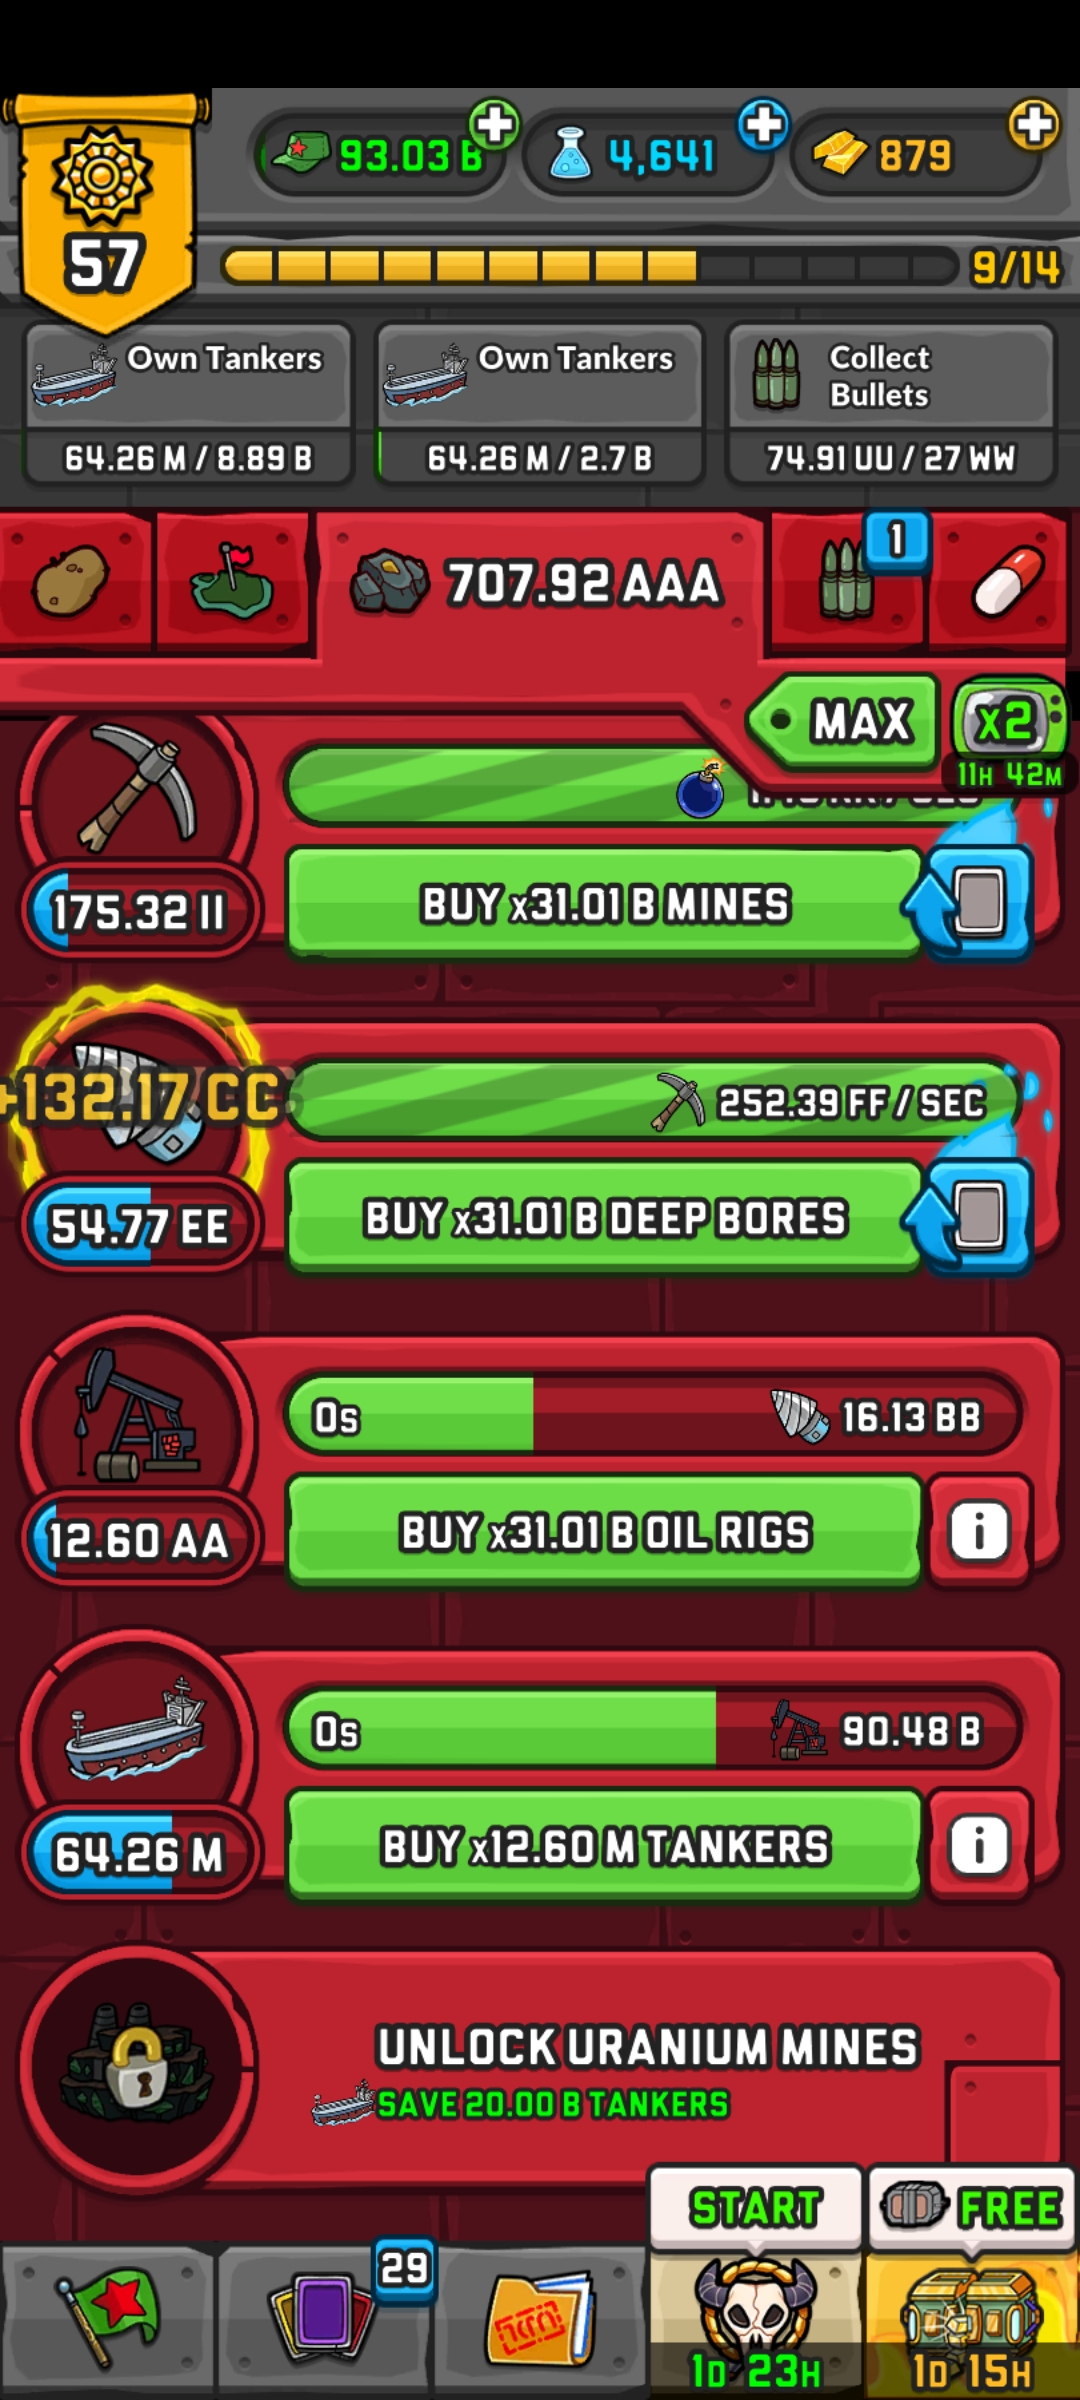 93.03 B
4,641
879
57
9/14
Own Tankers
64.26 M / 8.89 B
Own Tankers
64.26 M / 2.7 B
Collect
Bullets
74.91 UU / 27 WW
707.92 AAA
1
MAX
x2
11H 42M
175.32 II
BUY x31.01 B MINES
+132.17 CC
252.39 FF / SEC
54.77 EE
BUY x31.01 B DEEP BORES
0s
16.13 BB
12.60 AA
BUY x31.01 B OIL RIGS
i
0s
90.48 B
64.26 M
BUY x12.60 M TANKERS
i
UNLOCK URANIUM MINES
SAVE 20.00 B TANKERS
START
FREE
29
1D 23H
1D 15H